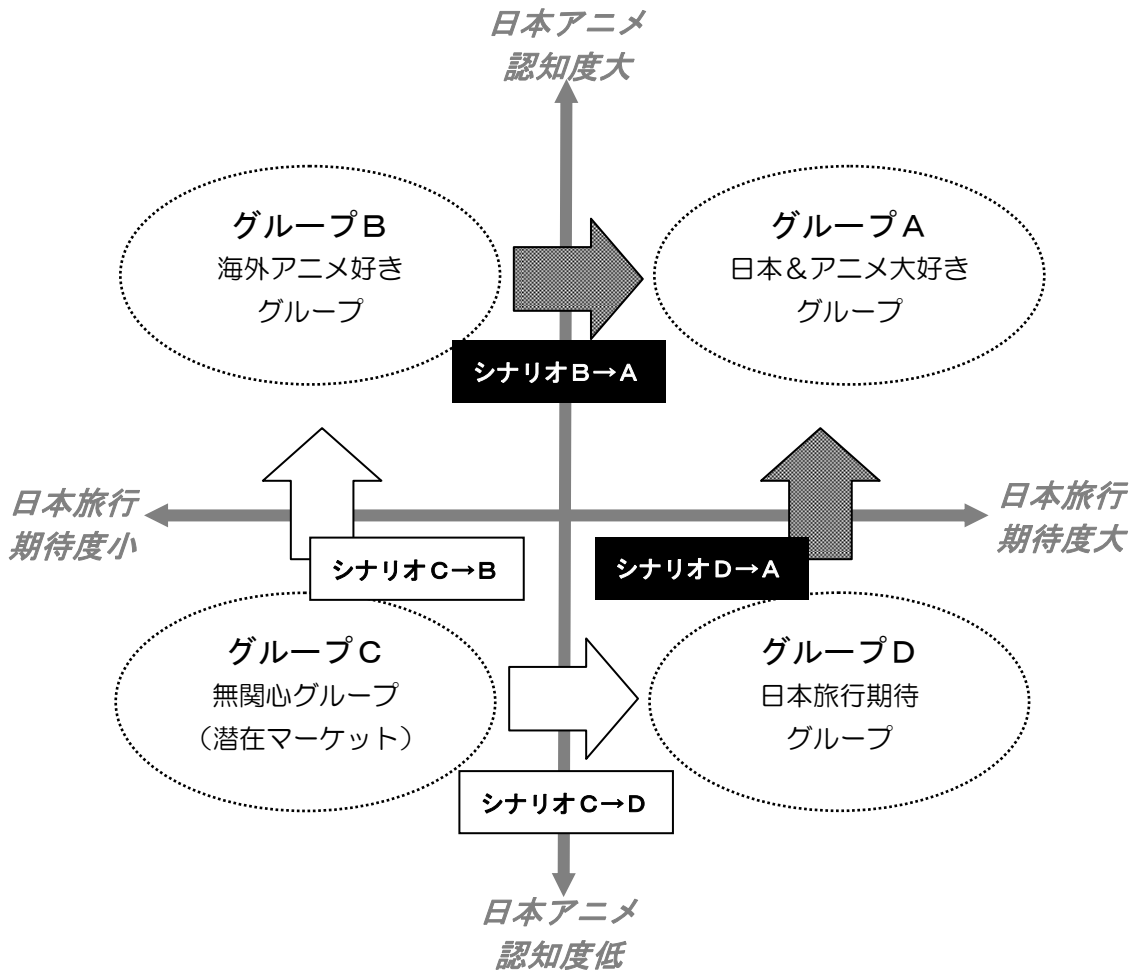 日本アニメ
認知度大
グループB
海外アニメ好き
グループ
グループA
日本&アニメ大好き
グループ
シナリオB→A
日本旅行
期待度小
日本旅行
期待度大
シナリオC→B
シナリオD→A
グループC
無関心グループ
(潜在マーケット)
グループD
日本旅行期待
グループ
シナリオC→D
日本アニメ
認知度低